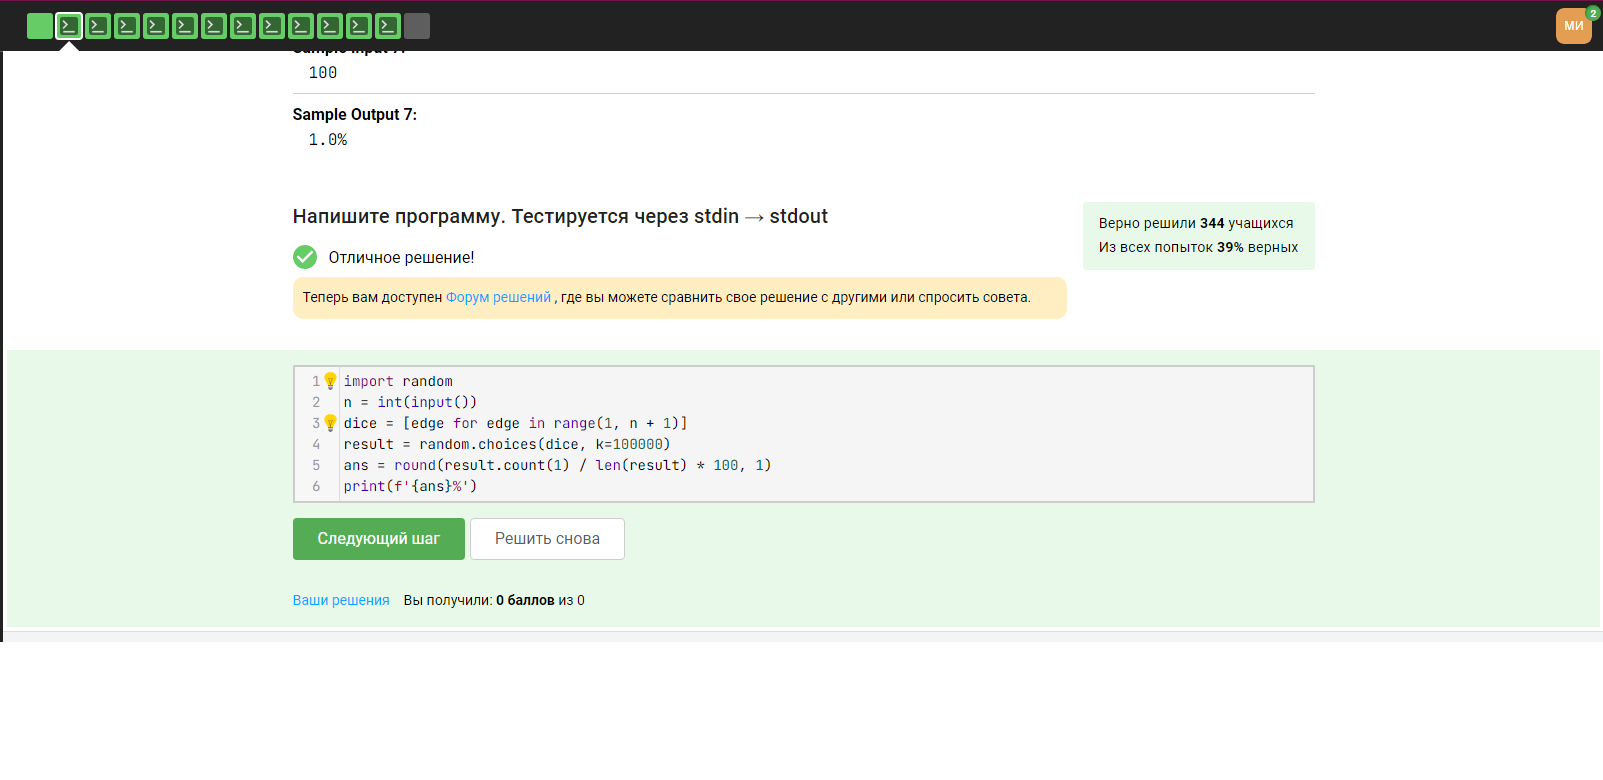 МИ
2
Sample Input 7:
100
Sample Output 7:
1.0%
Напишите программу. Тестируется через stdin → stdout
Верно решили 344 учащихся
Из всех попыток 39% верных
Отличное решение!
Теперь вам доступен Форум решений , где вы можете сравнить свое решение с другими или спросить совета.
1 import random
2 n = int(input())
3 dice = [edge for edge in range(1, n + 1)]
4 result = random.choices(dice, k=100000)
5 ans = round(result.count(1) / len(result) * 100, 1)
6 print(f'{ans}%')
Следующий шаг
Решить снова
Ваши решения Вы получили: 0 баллов из 0